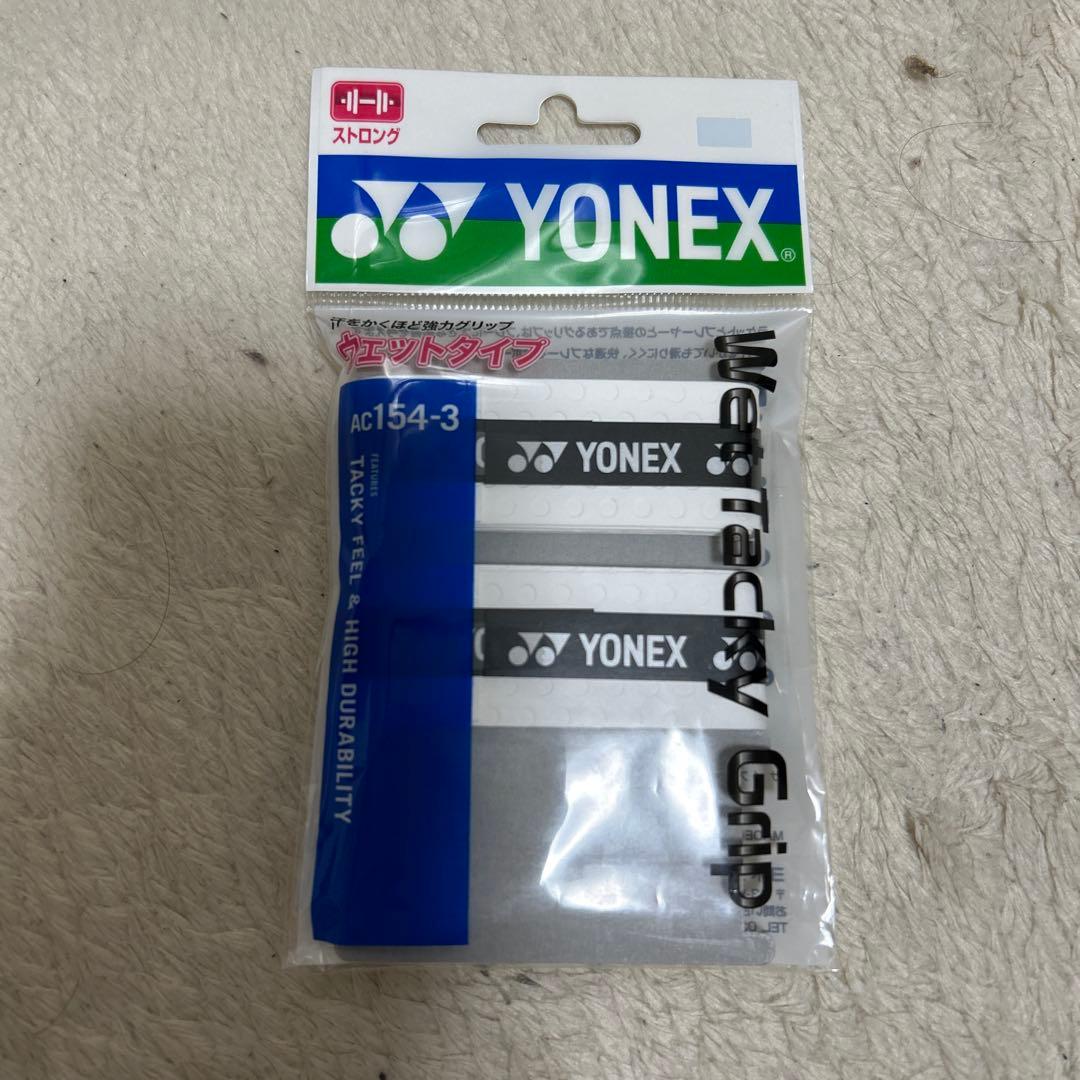 ストロング
YONEX®
汗をかくほど強力グリップ
ウェットタイプ
AC154-3
FEATURES
TACKY FEEL & HIGH DURABILITY
YONEX
YONEX
Wet Tacky Grip